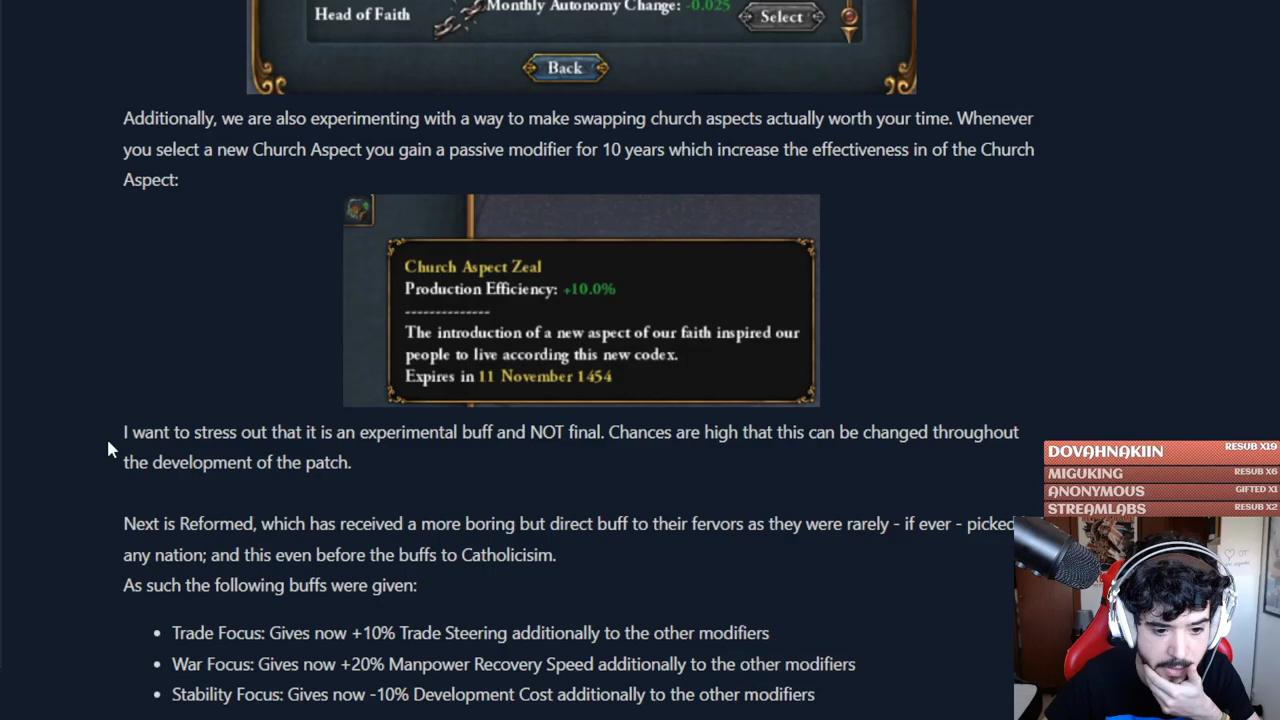 Head of Faith
Monthly Autonomy Change: -0.025
Select
Back
Additionally, we are also experimenting with a way to make swapping church aspects actually worth your time. Whenever
you select a new Church Aspect you gain a passive modifier for 10 years which increase the effectiveness in of the Church
Aspect:
Church Aspect Zeal
Production Efficiency: +10.0%
--------------
The introduction of a new aspect of our faith inspired our
people to live according this new codex.
Expires in 11 November 1454
I want to stress out that it is an experimental buff and NOT final. Chances are high that this can be changed throughout
the development of the patch.
DOVAHNAKIIN RESUB X19
MIGUKING RESUB X6
ANONYMOUS GIFTED X1
STREAMLABS RESUB X2
Next is Reformed, which has received a more boring but direct buff to their fervors as they were rarely - if ever - picked
any nation; and this even before the buffs to Catholicisim.
As such the following buffs were given:
• Trade Focus: Gives now +10% Trade Steering additionally to the other modifiers
• War Focus: Gives now +20% Manpower Recovery Speed additionally to the other modifiers
• Stability Focus: Gives now -10% Development Cost additionally to the other modifiers